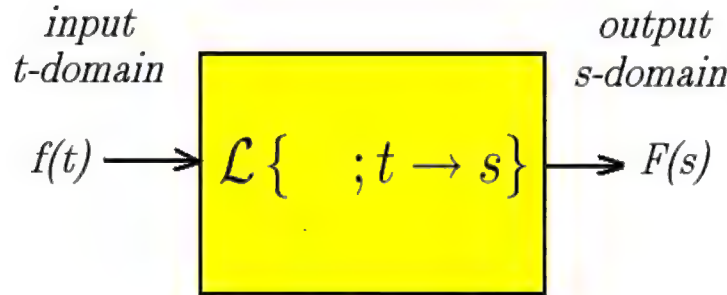 input
t-domain
f(t)
ℒ{ ; t → s}
output
s-domain
F(s)